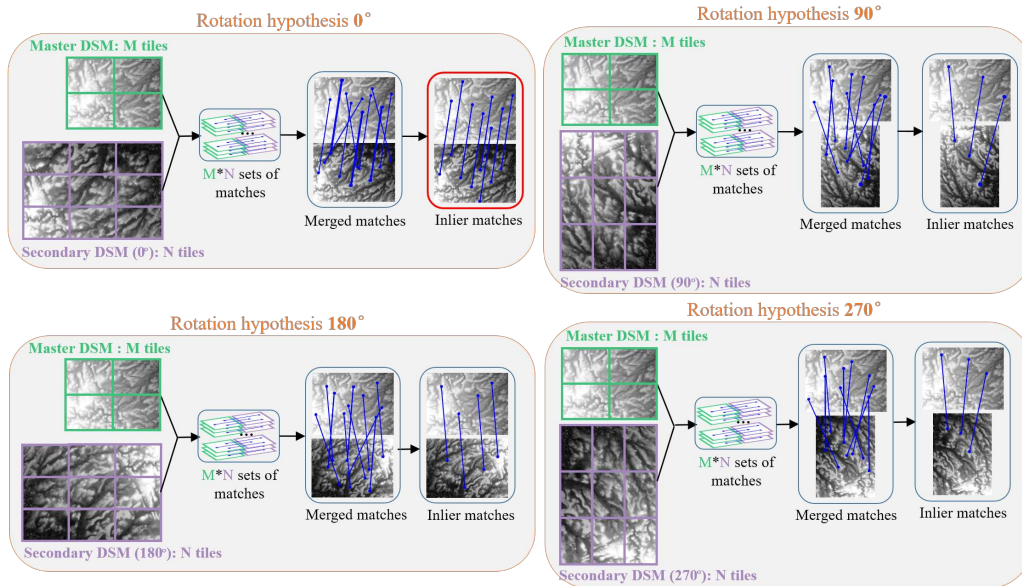 Rotation hypothesis 0°
Master DSM: M tiles
M*N sets of
matches
Merged matches
Inlier matches
Secondary DSM (0°): N tiles
Rotation hypothesis 90°
Master DSM : M tiles
M*N sets of
matches
Merged matches
Inlier matches
Secondary DSM (90°): N tiles
Rotation hypothesis 180°
Master DSM : M tiles
M*N sets of
matches
Merged matches
Inlier matches
Secondary DSM (180°): N tiles
Rotation hypothesis 270°
Master DSM : M tiles
M*N sets of
matches
Merged matches
Inlier matches
Secondary DSM (270°): N tiles